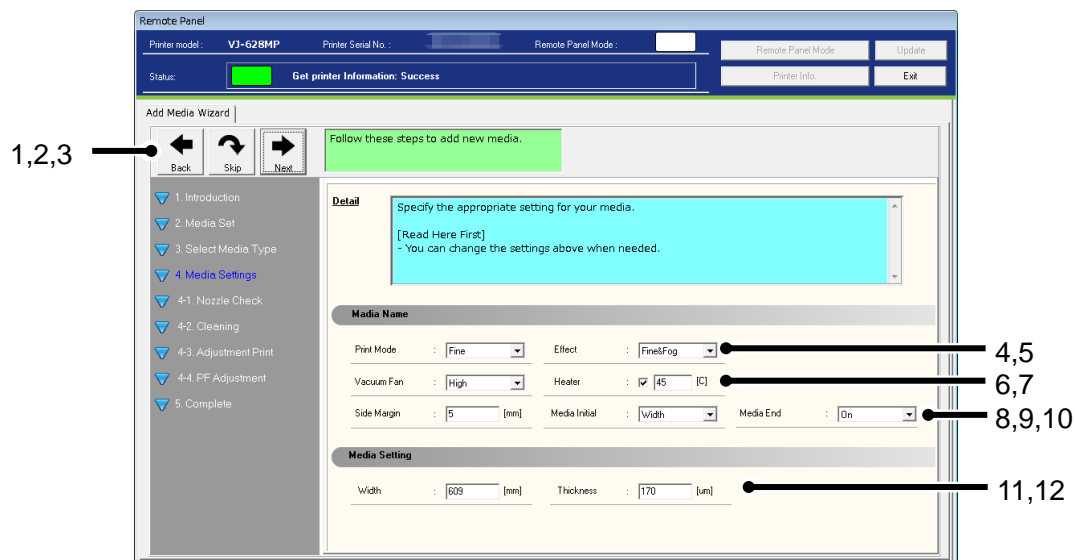 Remote Panel
Printer model : VJ-628MP Printer Serial No. : Remote Panel Mode : Remote Panel Mode Update
Status: Get printer Information: Success Printer Info. Exit
Add Media Wizard
1,2,3
Back Skip Next
Follow these steps to add new media.
1. Introduction
2. Media Set
3. Select Media Type
4. Media Settings
4-1. Nozzle Check
4-2. Cleaning
4-3. Adjustment Print
4-4. PF Adjustment
5. Complete
Detail
Specify the appropriate setting for your media.
[Read Here First]
- You can change the settings above when needed.
Madia Name
Print Mode : Fine Effect : Fine&Fog 4,5
Vacuum Fan : High Heater : 45 [C] 6,7
Side Margin : 5 [mm] Media Initial : Width Media End : On 8,9,10
Media Setting
Width : 609 [mm] Thickness : 170 [um] 11,12